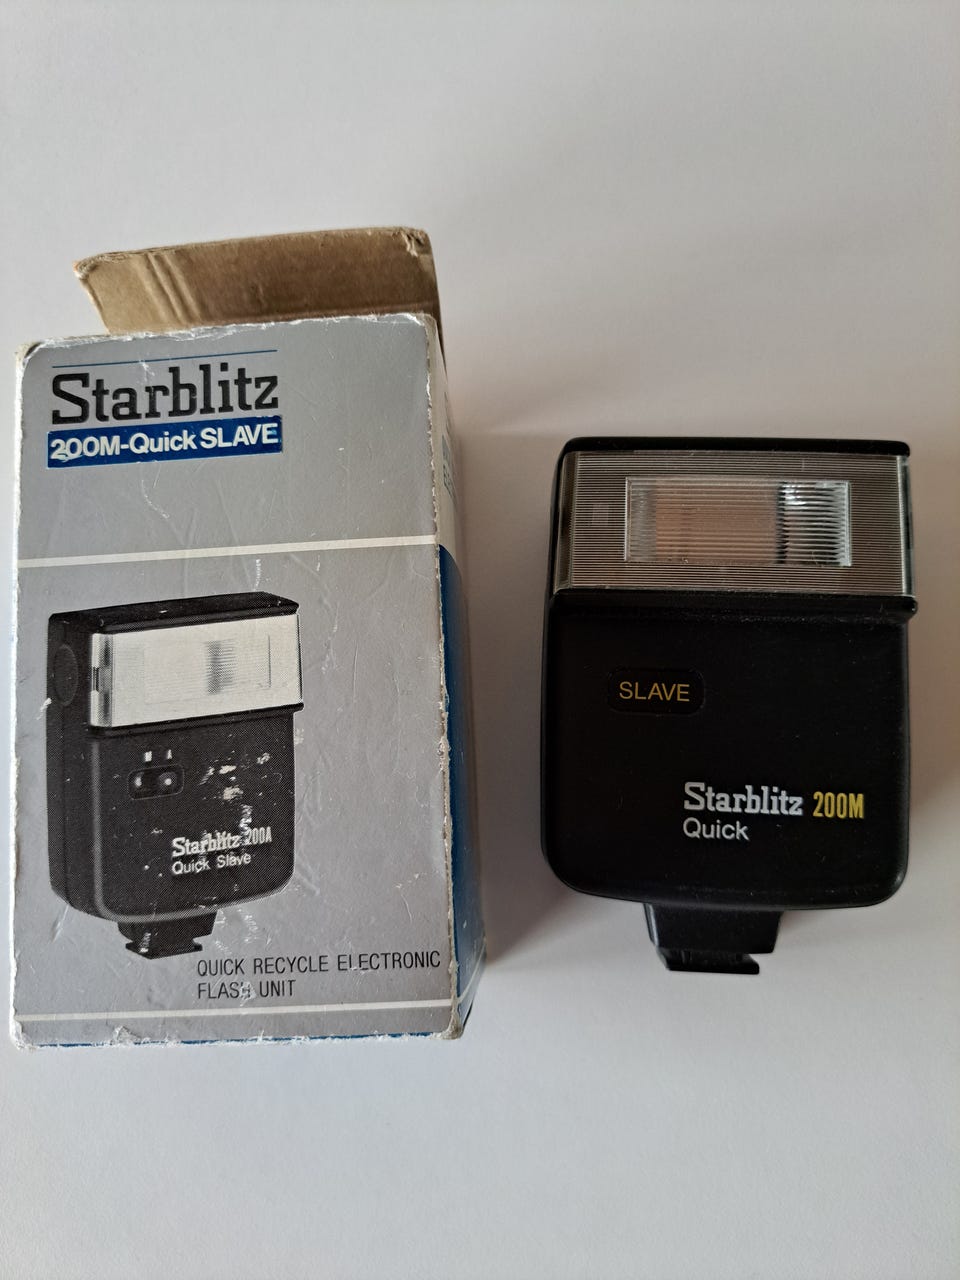 Starblitz
200M-Quick SLAVE
M A
Starblitz 200A
Quick Slave
QUICK RECYCLE ELECTRONIC
FLASH UNIT
SLAVE
Starblitz 200M
Quick